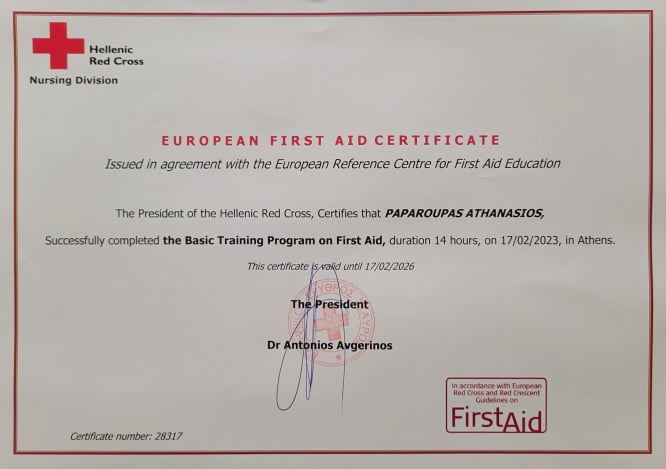 Hellenic
Red Cross
Nursing Division
EUROPEAN FIRST AID CERTIFICATE
Issued in agreement with the European Reference Centre for First Aid Education
The President of the Hellenic Red Cross, Certifies that PAPAROUPAS ATHANASIOS,
Successfully completed the Basic Training Program on First Aid, duration 14 hours, on 17/02/2023, in Athens.
This certificate is valid until 17/02/2026
The President
Dr Antonios Avgerinos
In accordance with European
Red Cross and Red Crescent
Guidelines on
FirstAid
Certificate number: 28317